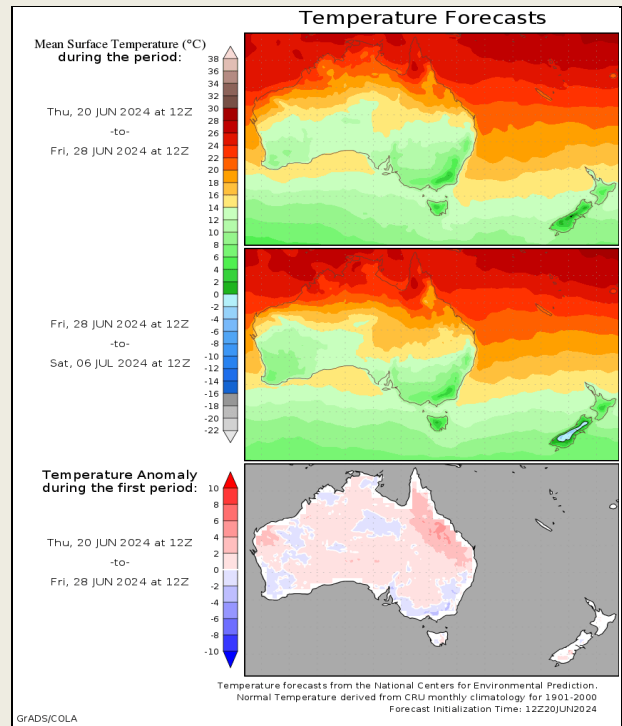 Temperature Forecasts
Mean Surface Temperature (°C)
during the period:
Thu, 20 JUN 2024 at 12Z
-to-
Fri, 28 JUN 2024 at 12Z
38
36
34
32
30
28
26
24
22
20
18
16
14
12
10
8
6
4
2
0
-2
-4
-6
-8
-10
-12
-14
-16
-18
-20
-22
Fri, 28 JUN 2024 at 12Z
-to-
Sat, 06 JUL 2024 at 12Z
Temperature Anomaly
during the first period:
Thu, 20 JUN 2024 at 12Z
-to-
Fri, 28 JUN 2024 at 12Z
10
8
6
4
2
0
-2
-4
-6
-8
-10
Temperature forecasts from the National Centers for Environmental Prediction.
Normal Temperature derived from CRU monthly climatology for 1901-2000
Forecast Initialization Time: 12Z20JUN2024
GrADS/COLA